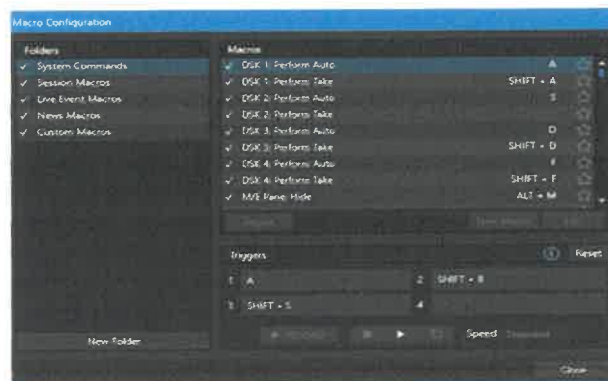 Macro Configuration
Folders
✓ System Commands
✓ Session Macros
✓ Live Event Macros
✓ News Macros
✓ Custom Macros
New Folder
Macros
✓ DSK 1: Perform Auto A
✓ DSK 1: Perform Take SHIFT + A
✓ DSK 2: Perform Auto S
✓ DSK 2: Perform Take
✓ DSK 3: Perform Auto D
✓ DSK 3: Perform Take SHIFT + D
✓ DSK 4: Perform Auto F
✓ DSK 4: Perform Take SHIFT + F
✓ M/E Panel Hide ALT + M
Triggers Reset
1 A 2 SHIFT + B
3 SHIFT + S 4
Speed
Close